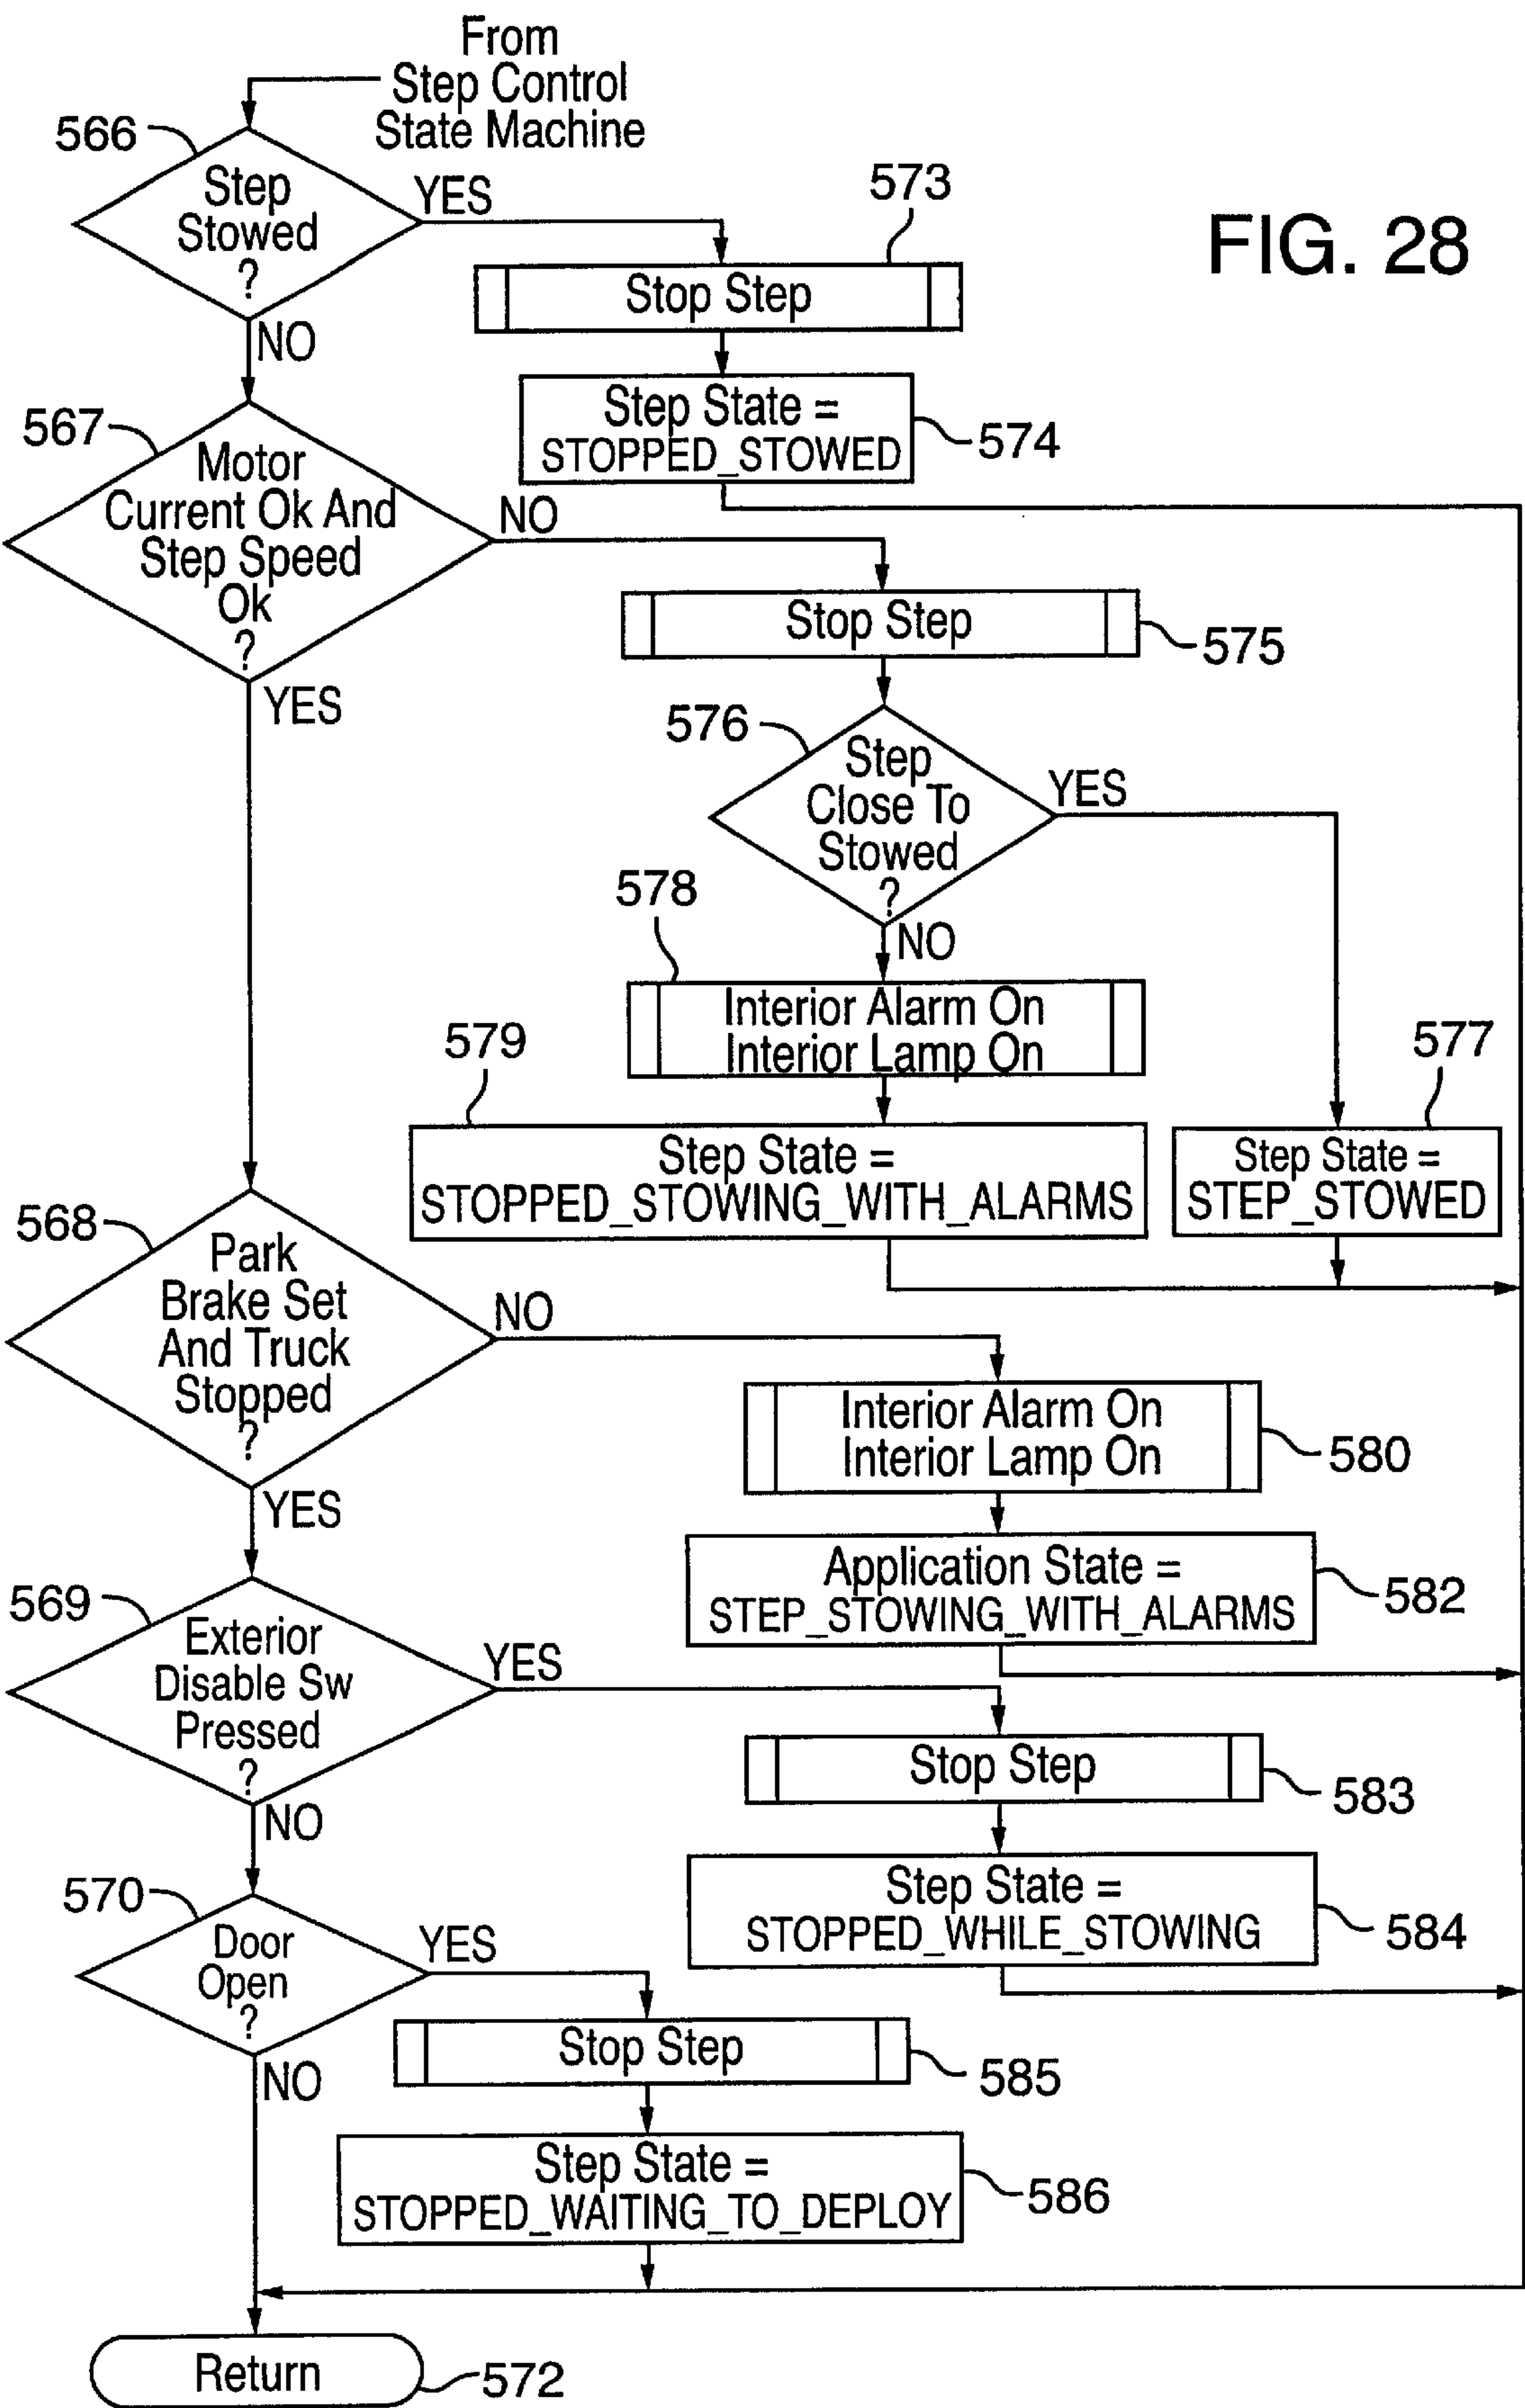 From
Step Control
State Machine
566
Step
Stowed
?
YES
NO
573
Stop Step
FIG. 28
Step State =
STOPPED_STOWED
574
567
Motor
Current Ok And
Step Speed
Ok
?
NO
YES
Stop Step
575
576
Step
Close To
Stowed
?
YES
NO
578
Interior Alarm On
Interior Lamp On
579
Step State =
STOPPED_STOWING_WITH_ALARMS
577
Step State =
STEP_STOWED
568
Park
Brake Set
And Truck
Stopped
?
NO
YES
Interior Alarm On
Interior Lamp On
580
Application State =
STEP_STOWING_WITH_ALARMS
582
569
Exterior
Disable Sw
Pressed
?
YES
NO
Stop Step
583
Step State =
STOPPED_WHILE_STOWING
584
570
Door
Open
?
YES
NO
Stop Step
585
Step State =
STOPPED_WAITING_TO_DEPLOY
586
Return
572